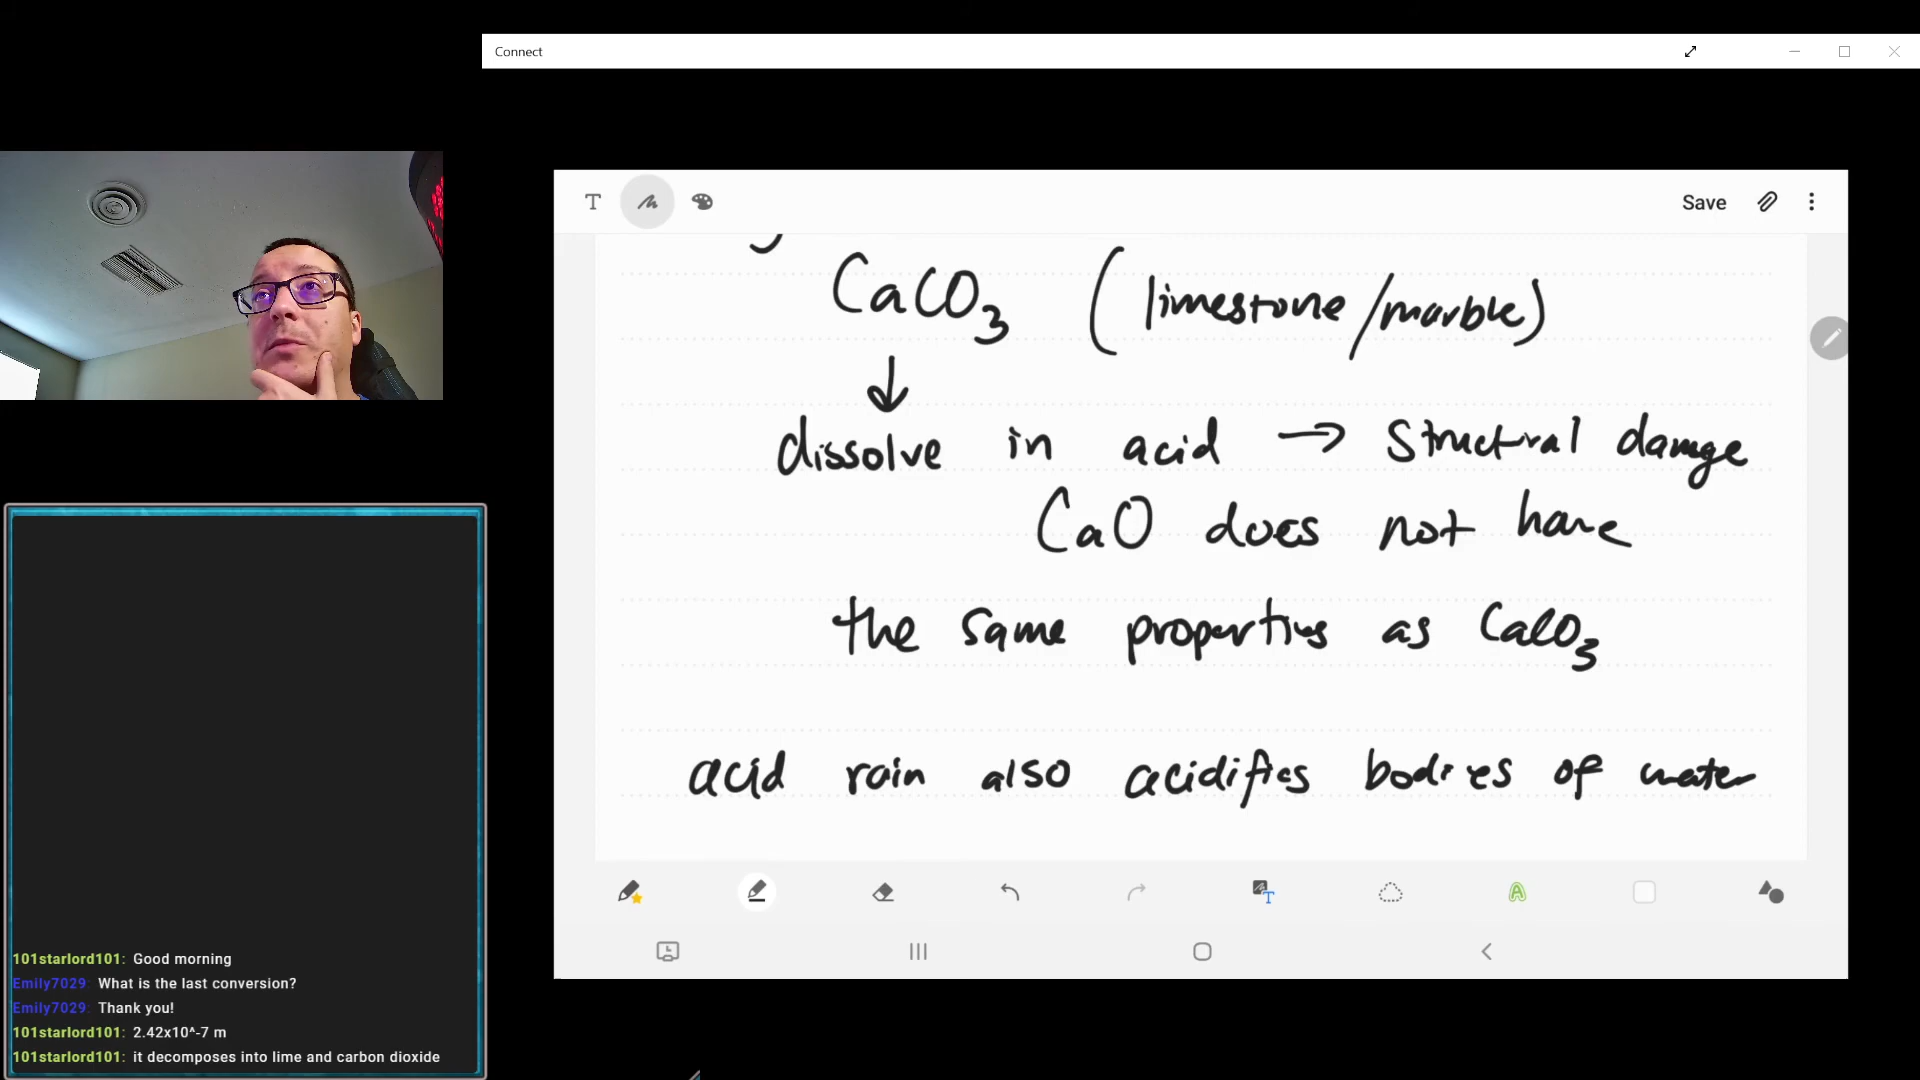 Connect
T
Save
CaCO₃ (limestone/marble)
↓
dissolve in acid → Structural damage
CaO does not have
the same properties as CaCO₃
acid rain also acidifies bodies of water
T
A
101starlord101: Good morning
Emily7029: What is the last conversion?
Emily7029: Thank you!
101starlord101: 2.42x10^-7 m
101starlord101: it decomposes into lime and carbon dioxide